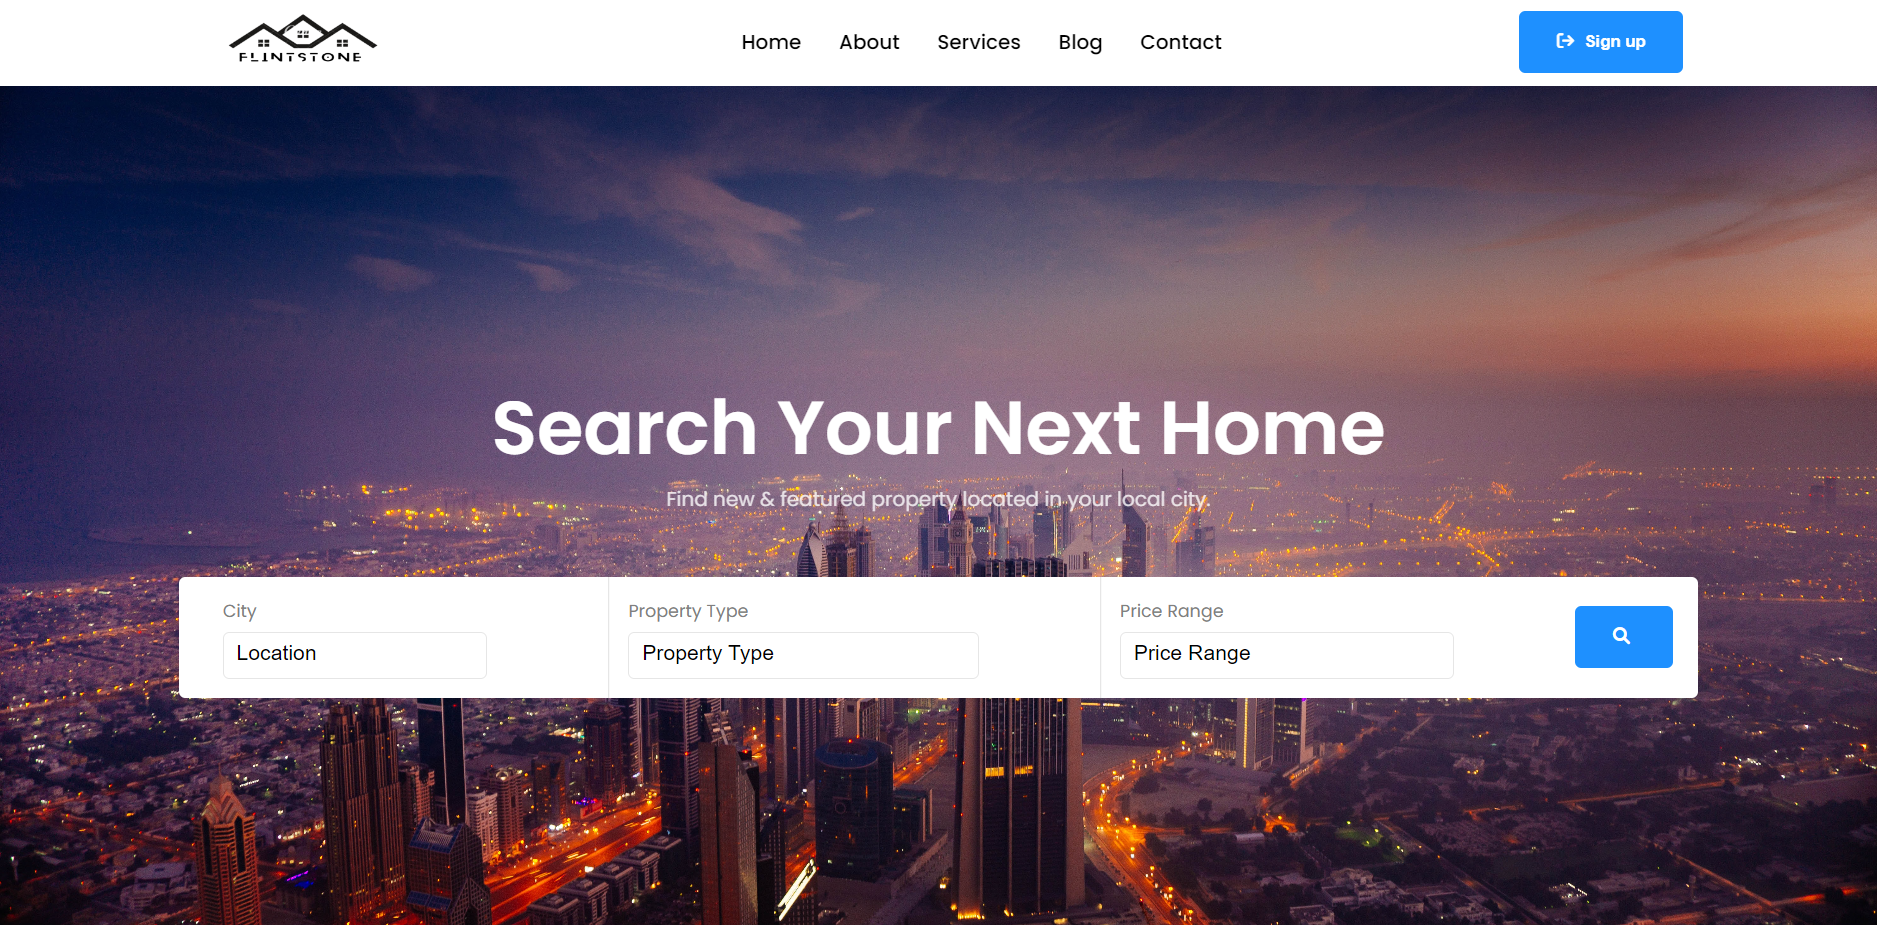 FLINTSTONE
Home About Services Blog Contact
Sign up
Search Your Next Home
Find new & featured property located in your local city.
City Property Type Price Range
Location Property Type Price Range